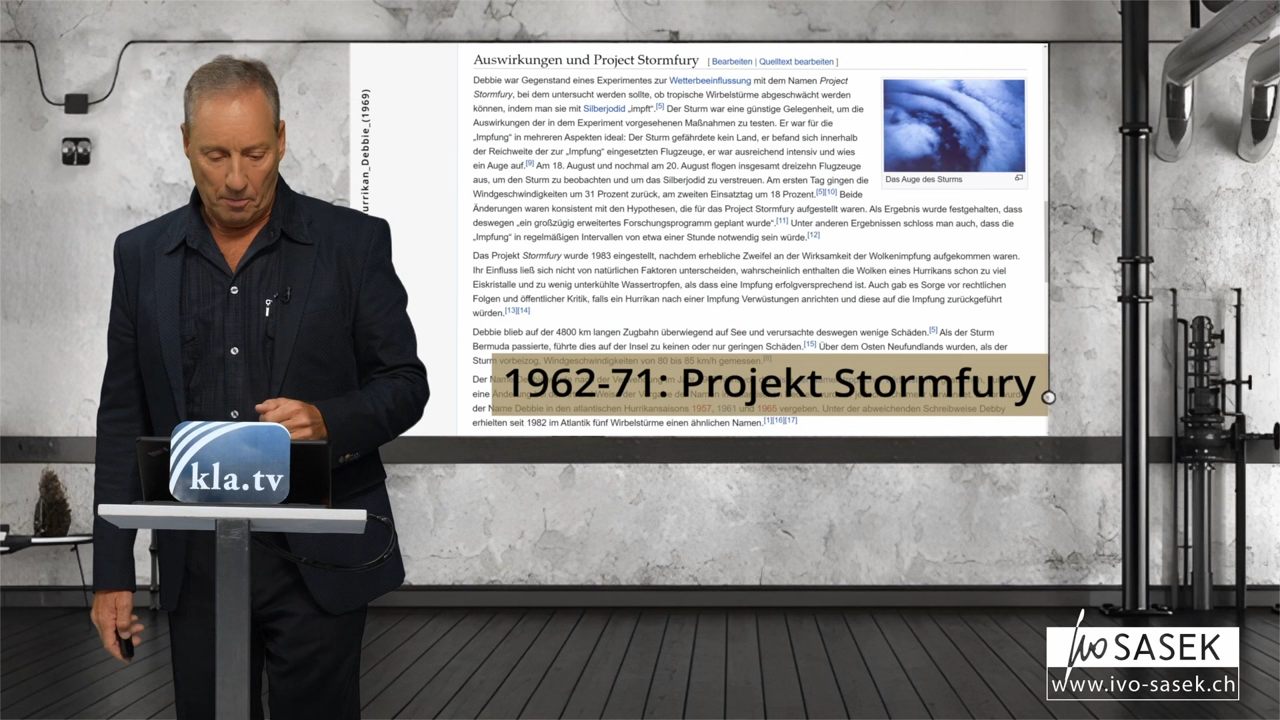 Auswirkungen und Project Stormfury [ Bearbeiten | Quelltext bearbeiten ]
Debbie war Gegenstand eines Experimentes zur Wetterbeeinflussung mit dem Namen Project
Stormfury, bei dem untersucht werden sollte, ob tropische Wirbelstürme abgeschwächt werden
können, indem man sie mit Silberjodid „impft“.[5] Der Sturm war eine günstige Gelegenheit, um die
Auswirkungen der in dem Experiment vorgesehenen Maßnahmen zu testen. Er war für die
„Impfung“ in mehreren Aspekten ideal: Der Sturm gefährdete kein Land, er befand sich innerhalb
der Reichweite der zur „Impfung“ eingesetzten Flugzeuge, er war ausreichend intensiv und wies
ein Auge auf.[9] Am 18. August und nochmal am 20. August flogen insgesamt dreizehn Flugzeuge
aus, um den Sturm zu beobachten und um das Silberjodid zu verstreuen. Am ersten Tag gingen die
Windgeschwindigkeiten um 31 Prozent zurück, am zweiten Einsatztag um 18 Prozent.[5][10] Beide
Änderungen waren konsistent mit den Hypothesen, die für das Project Stormfury aufgestellt waren. Als Ergebnis wurde festgehalten, dass
deswegen „ein großzügig erweitertes Forschungsprogramm geplant wurde“.[11] Unter anderen Ergebnissen schloss man auch, dass die
„Impfung“ in regelmäßigen Intervallen von etwa einer Stunde notwendig sein würde.[12]
Das Auge des Sturms
Das Projekt Stormfury wurde 1983 eingestellt, nachdem erhebliche Zweifel an der Wirksamkeit der Wolkenimpfung aufgekommen waren.
Ihr Einfluss ließ sich nicht von natürlichen Faktoren unterscheiden, wahrscheinlich enthalten die Wolken eines Hurrikans schon zu viel
Eiskristalle und zu wenig unterkühlte Wassertropfen, als dass eine Impfung erfolgversprechend ist. Auch gab es Sorge vor rechtlichen
Folgen und öffentlicher Kritik, falls ein Hurrikan nach einer Impfung Verwüstungen anrichten und diese auf die Impfung zurückgeführt
würden.[13][14]
Debbie blieb auf der 4800 km langen Zugbahn überwiegend auf See und verursachte deswegen wenige Schäden.[5] Als der Sturm
Bermuda passierte, führte dies auf der Insel zu keinen oder nur geringen Schäden.[15] Über dem Osten Neufundlands wurden, als der
Sturm vorbeizog, Windgeschwindigkeiten von 80 bis 85 km/h gemessen.[6]
Der Name
eine
der Name Debbie in den atlantischen Hurrikansaisons 1957, 1961 und 1965 vergeben. Unter der abweichenden Schreibweise Debby
erhielten seit 1982 im Atlantik fünf Wirbelstürme einen ähnlichen Namen.[1][16][17]
1962-71: Projekt Stormfury
urrikan_Debbie_(1969)
kla.tv
Ivo SASEK
www.ivo-sasek.ch